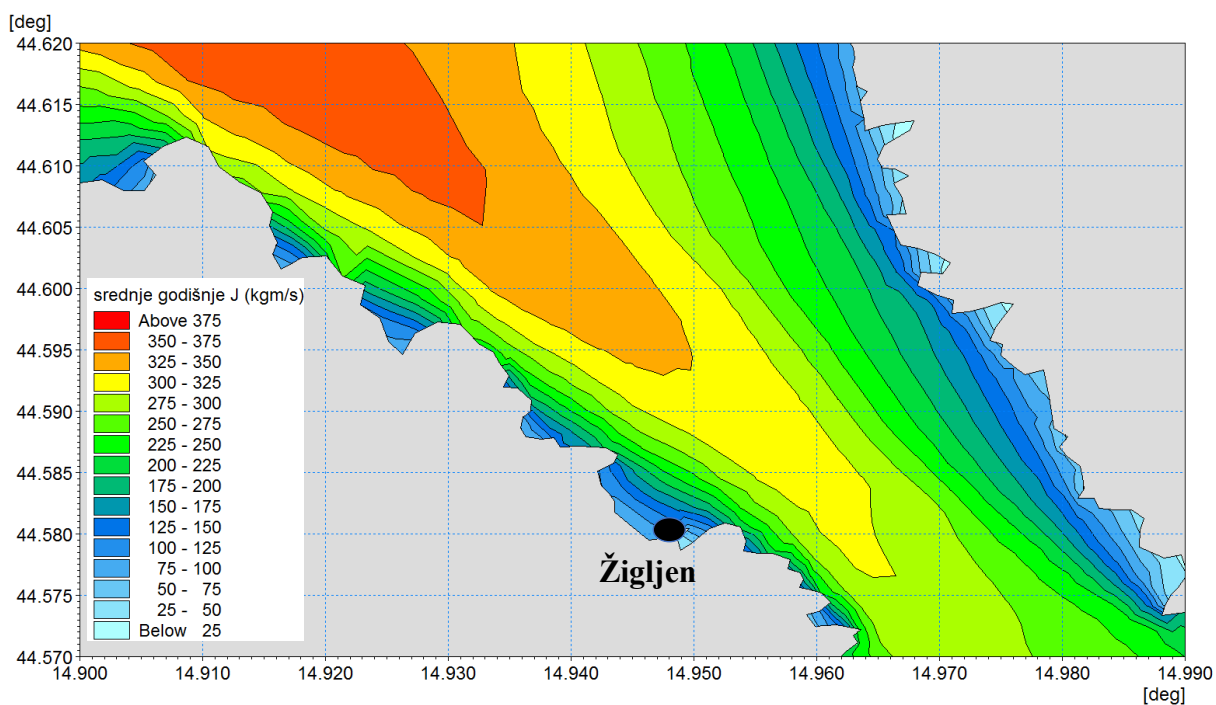 [deg]
44.620
44.615
44.610
44.605
44.600
44.595
44.590
44.585
44.580
44.575
44.570
srednje godišnje J (kgm/s)
Above 375
350 - 375
325 - 350
300 - 325
275 - 300
250 - 275
225 - 250
200 - 225
175 - 200
150 - 175
125 - 150
100 - 125
75 - 100
50 - 75
25 - 50
Below 25
Žigljen
14.900 14.910 14.920 14.930 14.940 14.950 14.960 14.970 14.980 14.990
[deg]